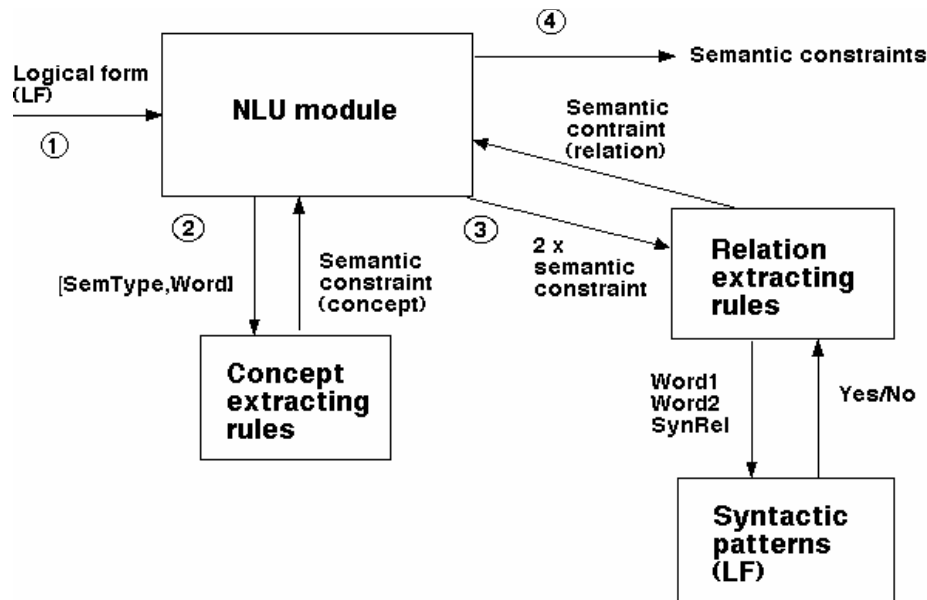 ④
Semantic constraints
Logical form
(LF)
①
NLU module
Semantic
contraint
(relation)
②
③
[SemType,Word]
Semantic
constraint
(concept)
2 x
semantic
constraint
Relation
extracting
rules
Concept
extracting
rules
Word1
Word2
SynRel
Yes/No
Syntactic
patterns
(LF)